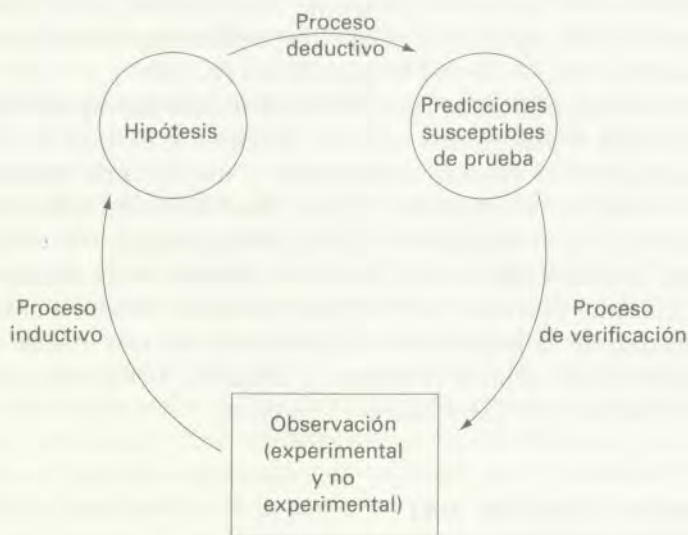 Proceso
deductivo
Hipótesis
Predicciones
susceptibles
de prueba
Proceso
inductivo
Proceso
de verificación
Observación
(experimental
y no
experimental)